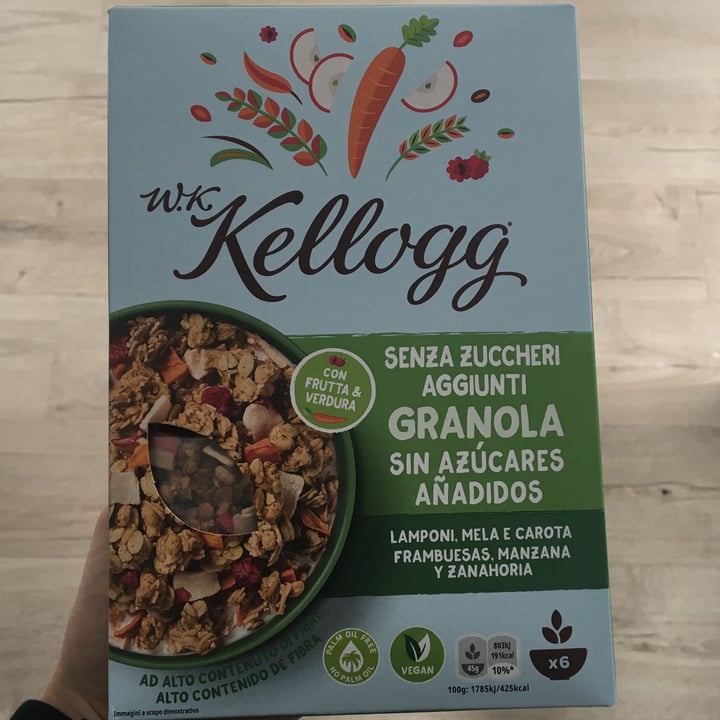 W.K.
Kellogg
CON
FRUTTA &
VERDURA
SENZA ZUCCHERI
AGGIUNTI
GRANOLA
SIN AZÚCARES
AÑADIDOS
LAMPONI, MELA E CAROTA
FRAMBUESAS, MANZANA
Y ZANAHORIA
AD ALTO CONTENUTO DI FIBRE
ALTO CONTENIDO DE FIBRA
PALM OIL FREE
NO PALM OIL
VEGAN
45g
803kJ
191kcal
10%*
100g: 1785kJ/425kcal
x6
Immagini a scopo dimostrativo